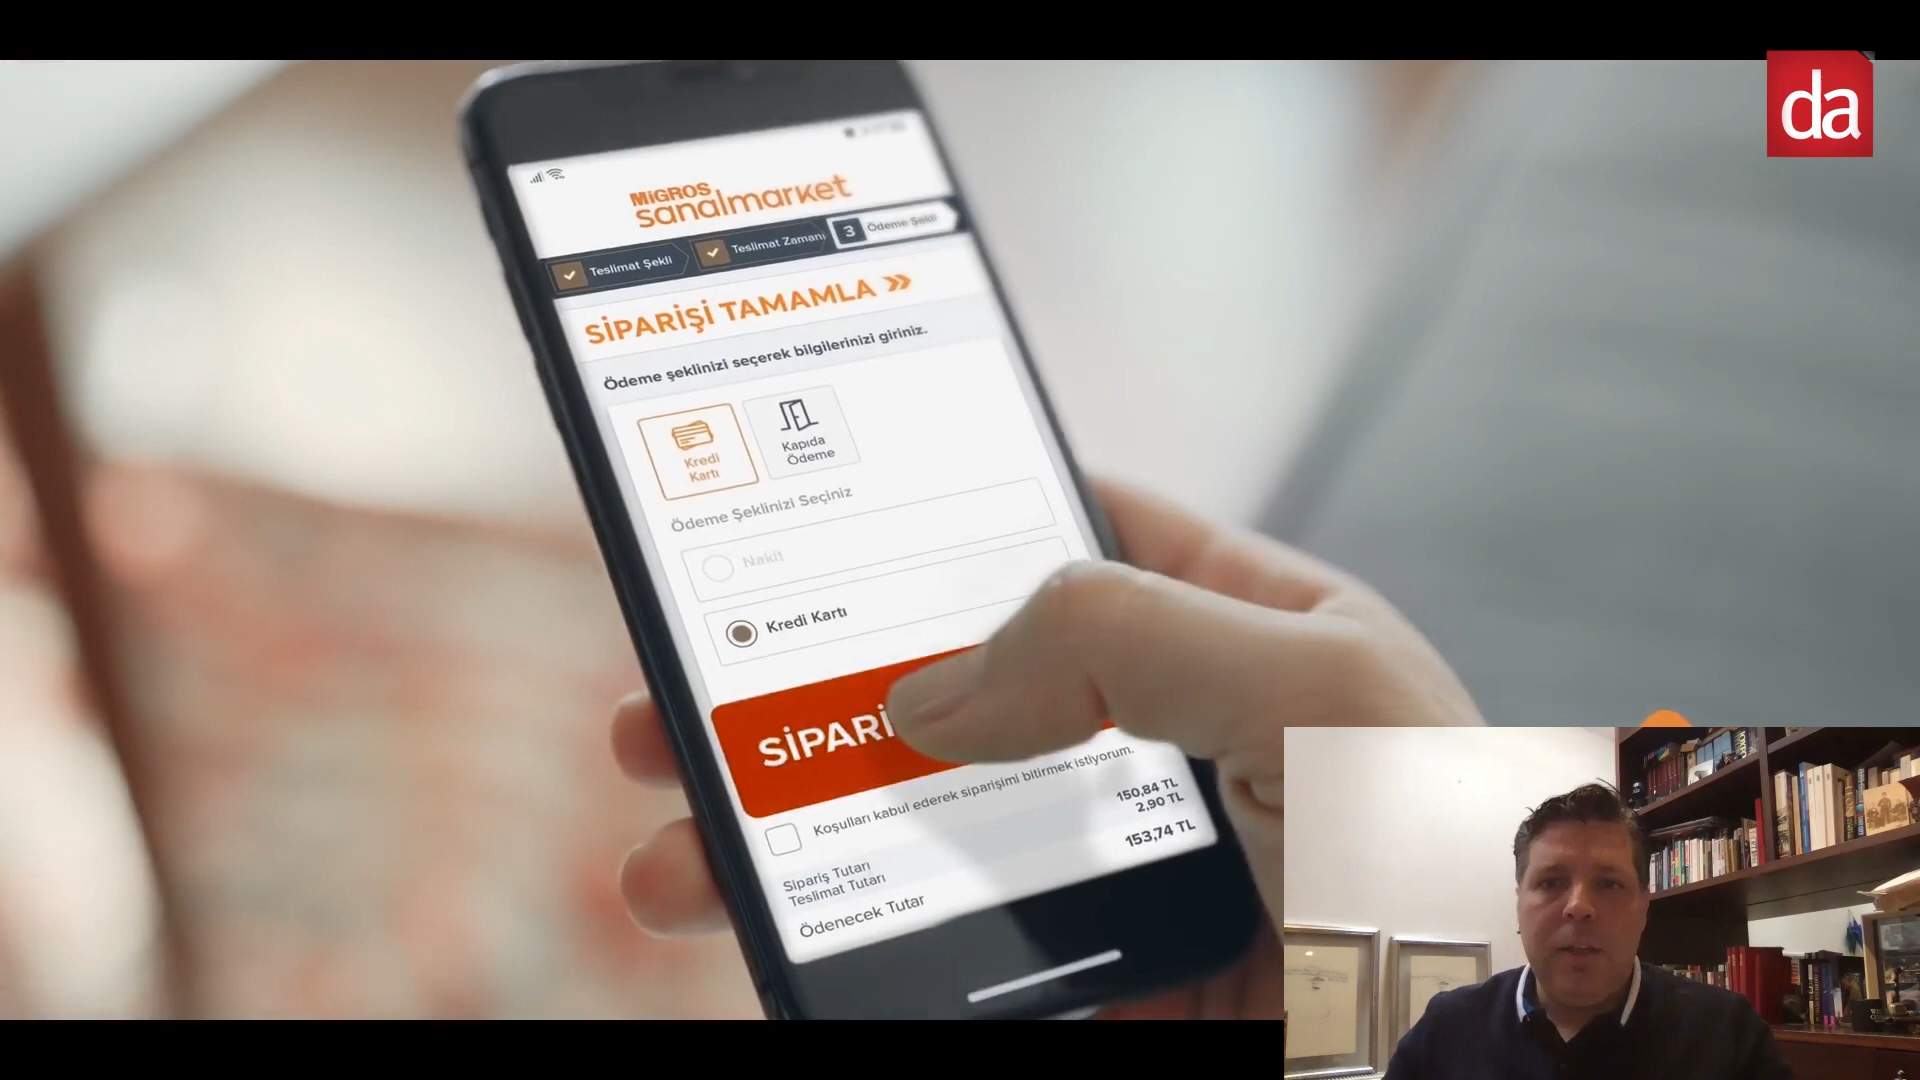 da
MiGROS
sanalmarket
Teslimat Şekli
Teslimat Zamanı
3 Ödeme Şekli
SİPARİŞİ TAMAMLA
Ödeme şeklinizi seçerek bilgilerinizi giriniz.
Kredi
Kartı
Kapıda
Ödeme
Ödeme Şeklinizi Seçiniz
Nakit
Kredi Kartı
SİPARİ
Koşulları kabul ederek siparişimi bitirmek istiyorum.
Sipariş Tutarı 150,84 TL
Teslimat Tutarı 2,90 TL
Ödenecek Tutar 153,74 TL